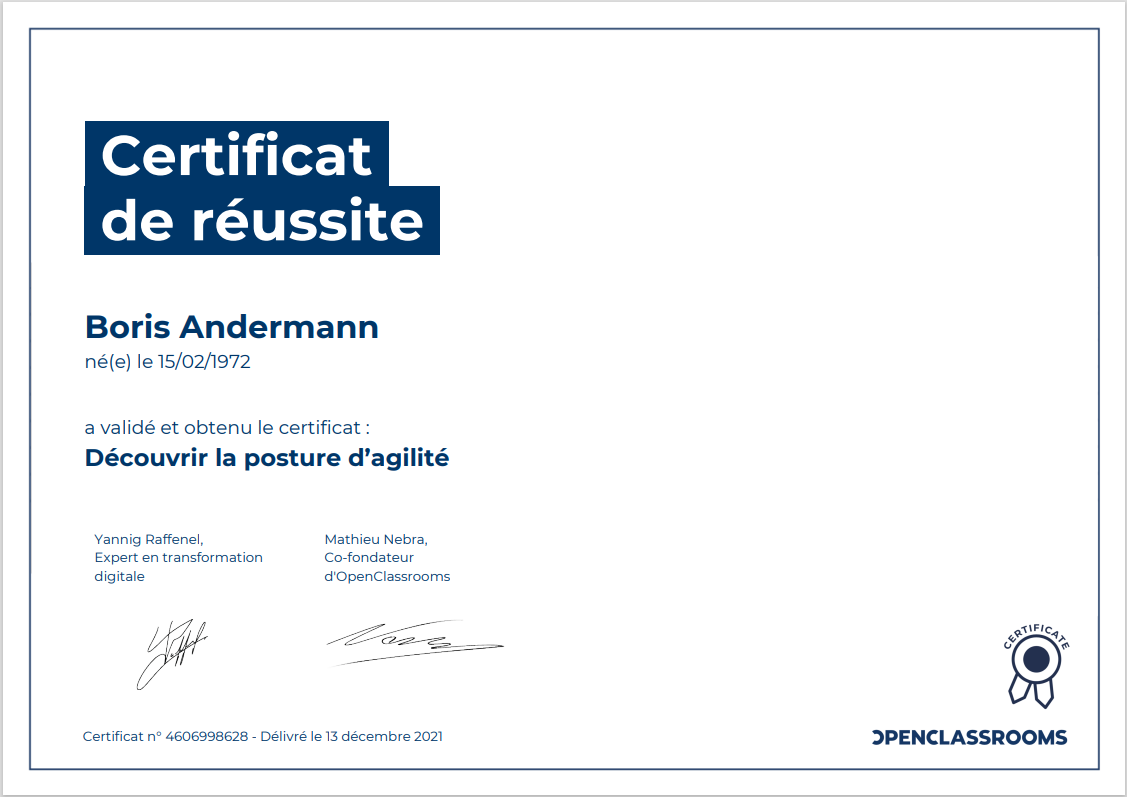 Certificat
de réussite
Boris Andermann
né(e) le 15/02/1972
a validé et obtenu le certificat :
Découvrir la posture d’agilité
Yannig Raffenel,
Expert en transformation
digitale
Mathieu Nebra,
Co-fondateur
d'OpenClassrooms
CERTIFICATE
Certificat n° 4606998628 - Délivré le 13 décembre 2021
OPENCLASSROOMS